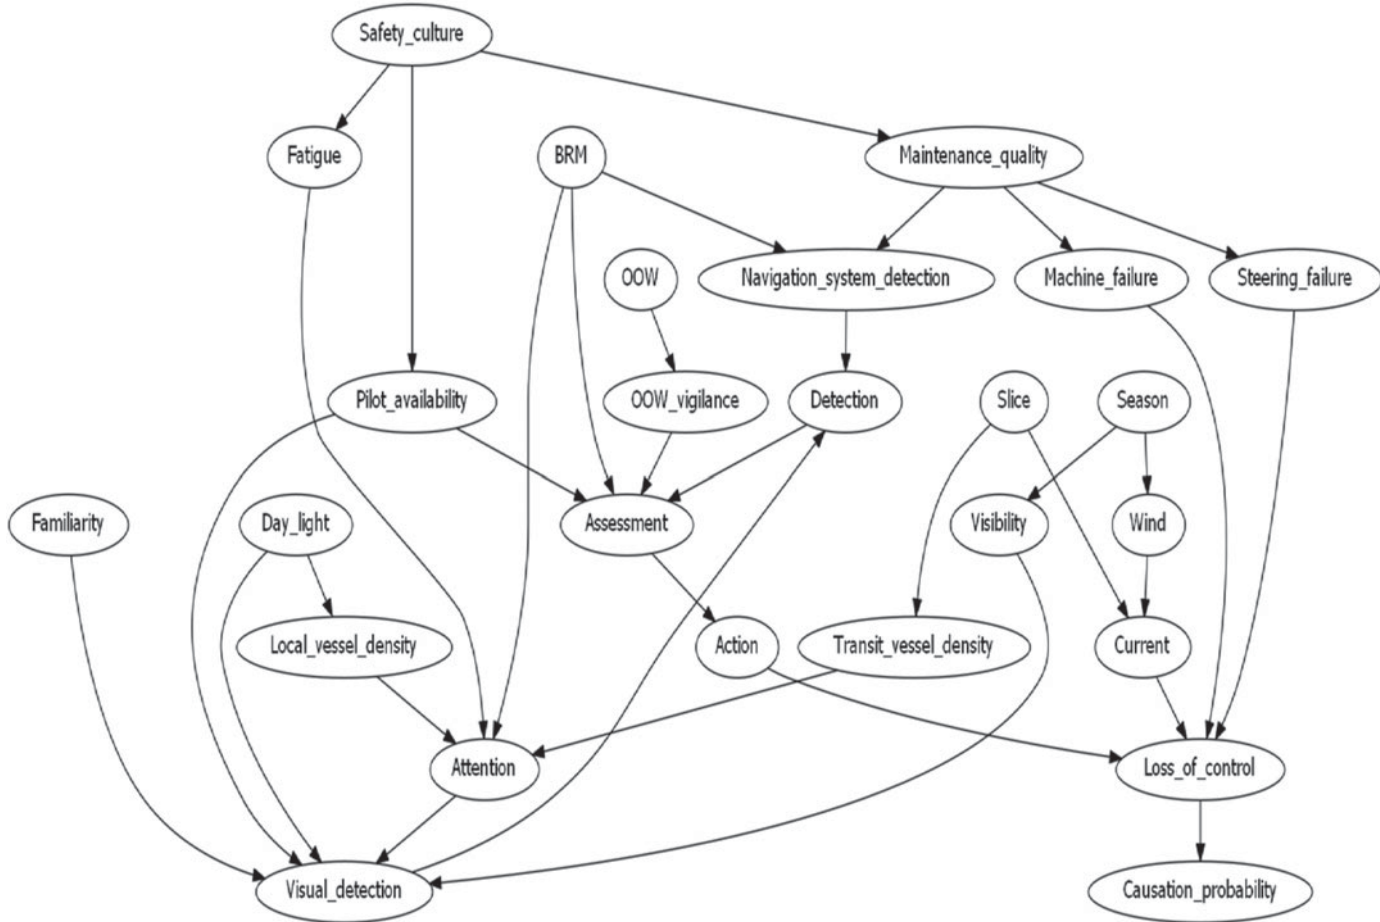 Safety_culture
Fatigue
BRM
Maintenance_quality
OOW
Navigation_system_detection
Machine_failure
Steering_failure
Pilot_availability
OOW_vigilance
Detection
Slice
Season
Familiarity
Day_light
Assessment
Visibility
Wind
Local_vessel_density
Action
Transit_vessel_density
Current
Attention
Loss_of_control
Visual_detection
Causation_probability